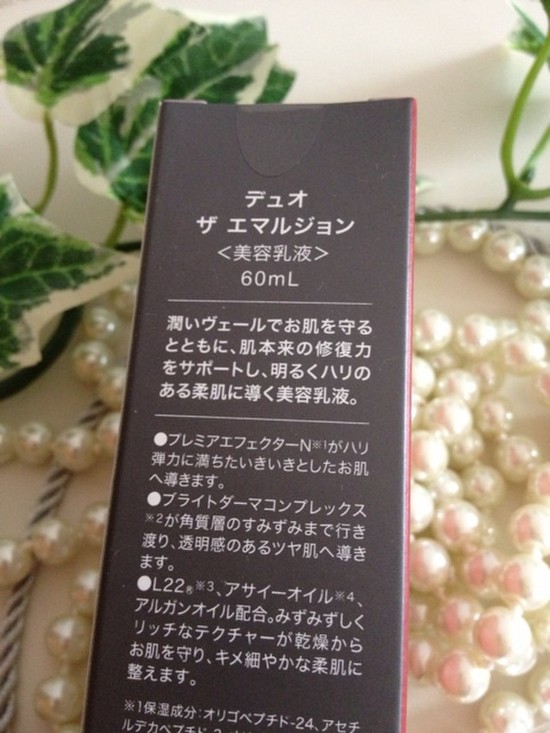 デュオ
ザ エマルジョン
<美容乳液>
60mL
潤いヴェールでお肌を守る
とともに、肌本来の修復力
をサポートし、明るくハリの
ある柔肌に導く美容乳液。
●プレミアエフェクターN※1がハリ
弾力に満ちたいきいきとしたお肌
へ導きます。
●ブライトダーマコンプレックス
※2が角質層のすみずみまで行き
渡り、透明感のあるツヤ肌へ導き
ます。
●L22®※3、アサイーオイル※4、
アルガンオイル配合。みずみずしく
リッチなテクチャーが乾燥から
お肌を守り、キメ細やかな柔肌に
整えます。
※1保湿成分:オリゴペプチド-24、アセチ
ルデカペプチド-3、